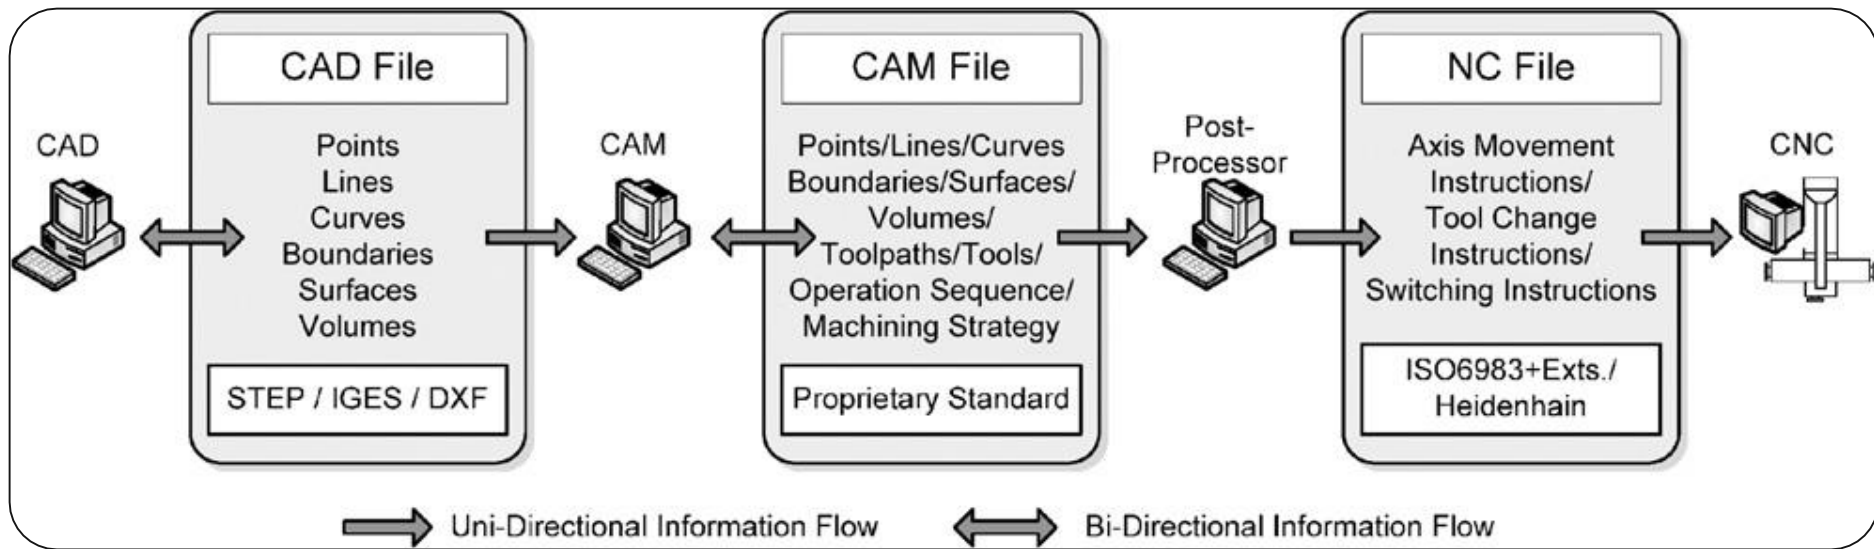 CAD
CAD File
Points
Lines
Curves
Boundaries
Surfaces
Volumes
STEP / IGES / DXF
CAM
CAM File
Points/Lines/Curves
Boundaries/Surfaces/
Volumes/
Toolpaths/Tools/
Operation Sequence/
Machining Strategy
Proprietary Standard
Post-
Processor
NC File
Axis Movement
Instructions/
Tool Change
Instructions/
Switching Instructions
ISO6983+Exts./
Heidenhain
CNC
Uni-Directional Information Flow
Bi-Directional Information Flow